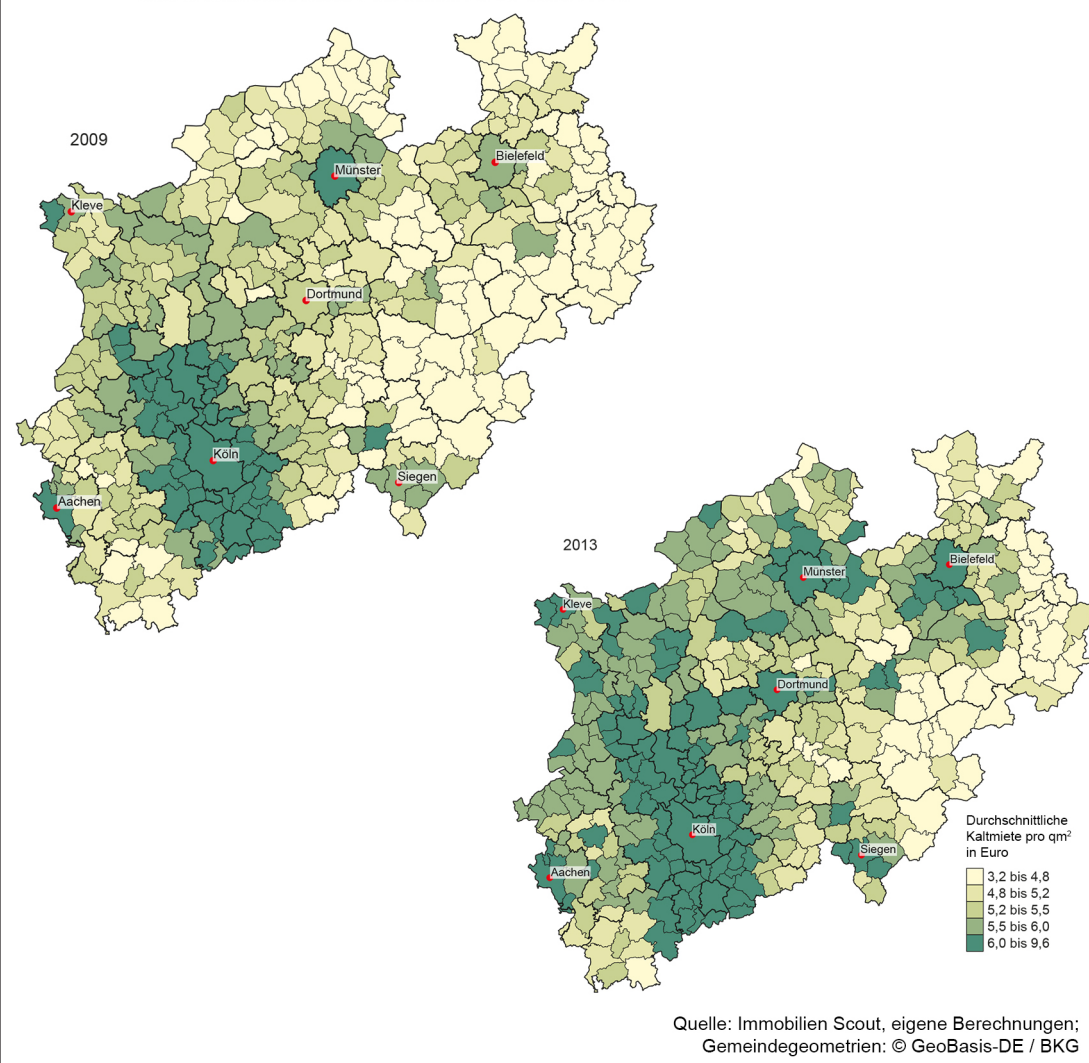 2009
Münster
Bielefeld
Kleve
Dortmund
Köln
Siegen
Aachen
2013
Bielefeld
Münster
Kleve
Dortmund
Köln
Siegen
Aachen
Durchschnittliche
Kaltmiete pro qm²
in Euro
3,2 bis 4,8
4,8 bis 5,2
5,2 bis 5,5
5,5 bis 6,0
6,0 bis 9,6
Quelle: Immobilien Scout, eigene Berechnungen;
Gemeindegeometrien: © GeoBasis-DE / BKG